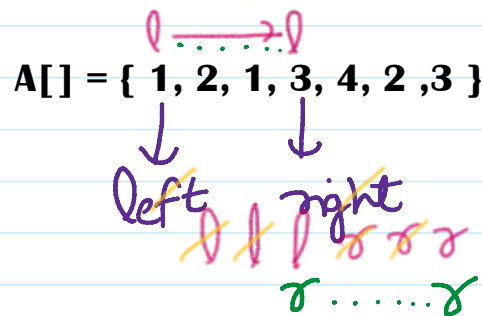 l l
A[] = { 1, 2, 1, 3, 4, 2 ,3 }
left right
l l l r r r
r ...... r